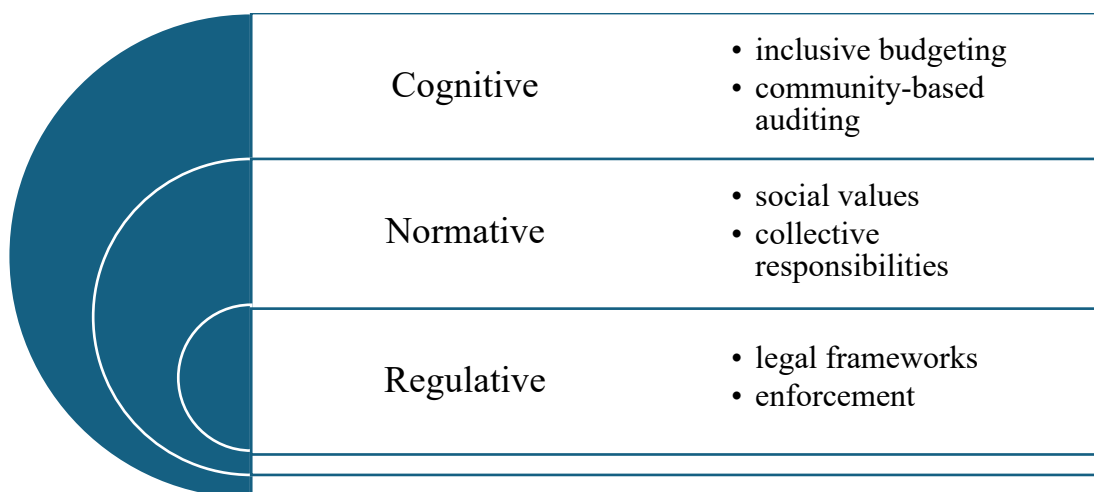 Cognitive
• inclusive budgeting
• community-based
auditing
Normative
• social values
• collective
responsibilities
Regulative
• legal frameworks
• enforcement